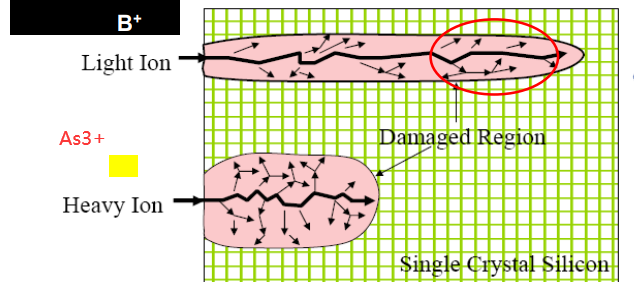 B+
Light Ion
As3+
Damaged Region
Heavy Ion
Single Crystal Silicon